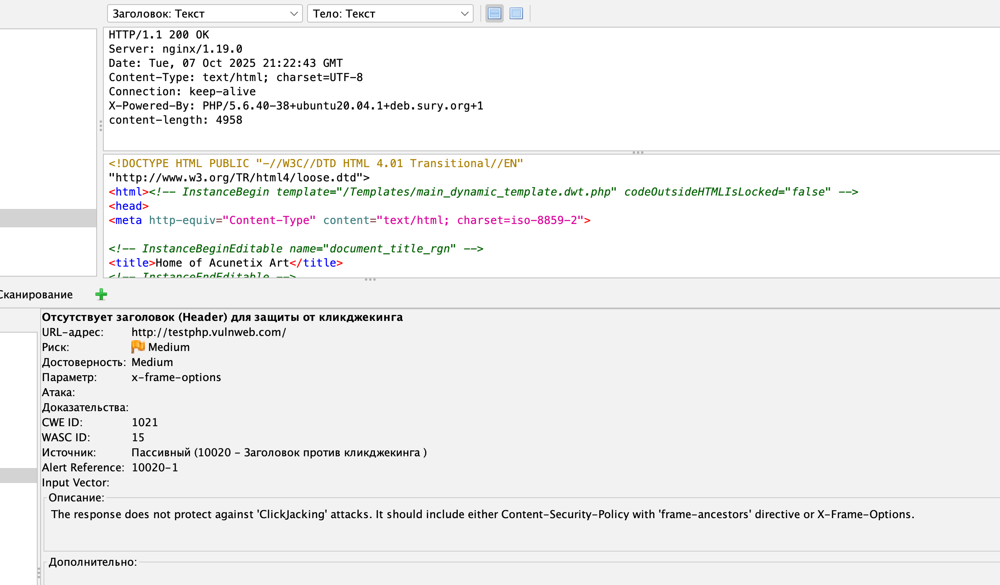 Заголовок: Текст
Тело: Текст
HTTP/1.1 200 OK
Server: nginx/1.19.0
Date: Tue, 07 Oct 2025 21:22:43 GMT
Content-Type: text/html; charset=UTF-8
Connection: keep-alive
X-Powered-By: PHP/5.6.40-38+ubuntu20.04.1+deb.sury.org+1
content-length: 4958
<!DOCTYPE HTML PUBLIC "-//W3C//DTD HTML 4.01 Transitional//EN"
"http://www.w3.org/TR/html4/loose.dtd">
<html><!-- InstanceBegin template="/Templates/main_dynamic_template.dwt.php" codeOutsideHTMLIsLocked="false" -->
<head>
<meta http-equiv="Content-Type" content="text/html; charset=iso-8859-2">
<!-- InstanceBeginEditable name="document_title_rgn" -->
<title>Home of Acunetix Art</title>
<!-- InstanceEndEditable -->
Сканирование
Отсутствует заголовок (Header) для защиты от кликджекинга
URL-адрес: http://testphp.vulnweb.com/
Риск: Medium
Достоверность: Medium
Параметр: x-frame-options
Атака:
Доказательства:
CWE ID: 1021
WASC ID: 15
Источник: Пассивный (10020 - Заголовок против кликджекинга )
Alert Reference: 10020-1
Input Vector:
Описание:
The response does not protect against 'ClickJacking' attacks. It should include either Content-Security-Policy with 'frame-ancestors' directive or X-Frame-Options.
Дополнительно: